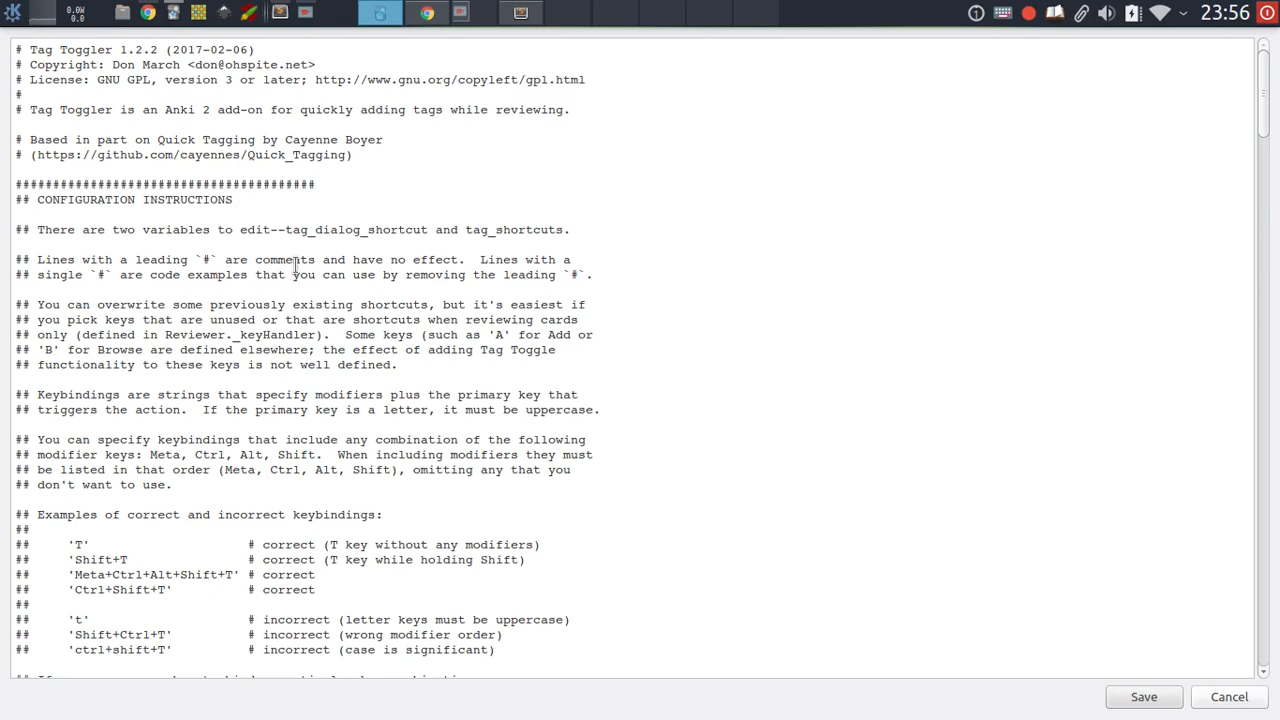 0.0W
0.0
23:56
# Tag Toggler 1.2.2 (2017-02-06)
# Copyright: Don March <don@ohspite.net>
# License: GNU GPL, version 3 or later; http://www.gnu.org/copyleft/gpl.html
#
# Tag Toggler is an Anki 2 add-on for quickly adding tags while reviewing.
# Based in part on Quick Tagging by Cayenne Boyer
# (https://github.com/cayennes/Quick_Tagging)
########################################
## CONFIGURATION INSTRUCTIONS
## There are two variables to edit--tag_dialog_shortcut and tag_shortcuts.
## Lines with a leading `#` are comments and have no effect.  Lines with a
## single `#` are code examples that you can use by removing the leading `#`.
## You can overwrite some previously existing shortcuts, but it's easiest if
## you pick keys that are unused or that are shortcuts when reviewing cards
## only (defined in Reviewer._keyHandler).  Some keys (such as 'A' for Add or
## 'B' for Browse are defined elsewhere; the effect of adding Tag Toggle
## functionality to these keys is not well defined.
## Keybindings are strings that specify modifiers plus the primary key that
## triggers the action.  If the primary key is a letter, it must be uppercase.
## You can specify keybindings that include any combination of the following
## modifier keys: Meta, Ctrl, Alt, Shift.  When including modifiers they must
## be listed in that order (Meta, Ctrl, Alt, Shift), omitting any that you
## don't want to use.
## Examples of correct and incorrect keybindings:
##
##     'T'                     # correct (T key without any modifiers)
##     'Shift+T                # correct (T key while holding Shift)
##     'Meta+Ctrl+Alt+Shift+T' # correct
##     'Ctrl+Shift+T'          # correct
##
##     't'                     # incorrect (letter keys must be uppercase)
##     'Shift+Ctrl+T'          # incorrect (wrong modifier order)
##     'ctrl+shift+T'          # incorrect (case is significant)
Save
Cancel